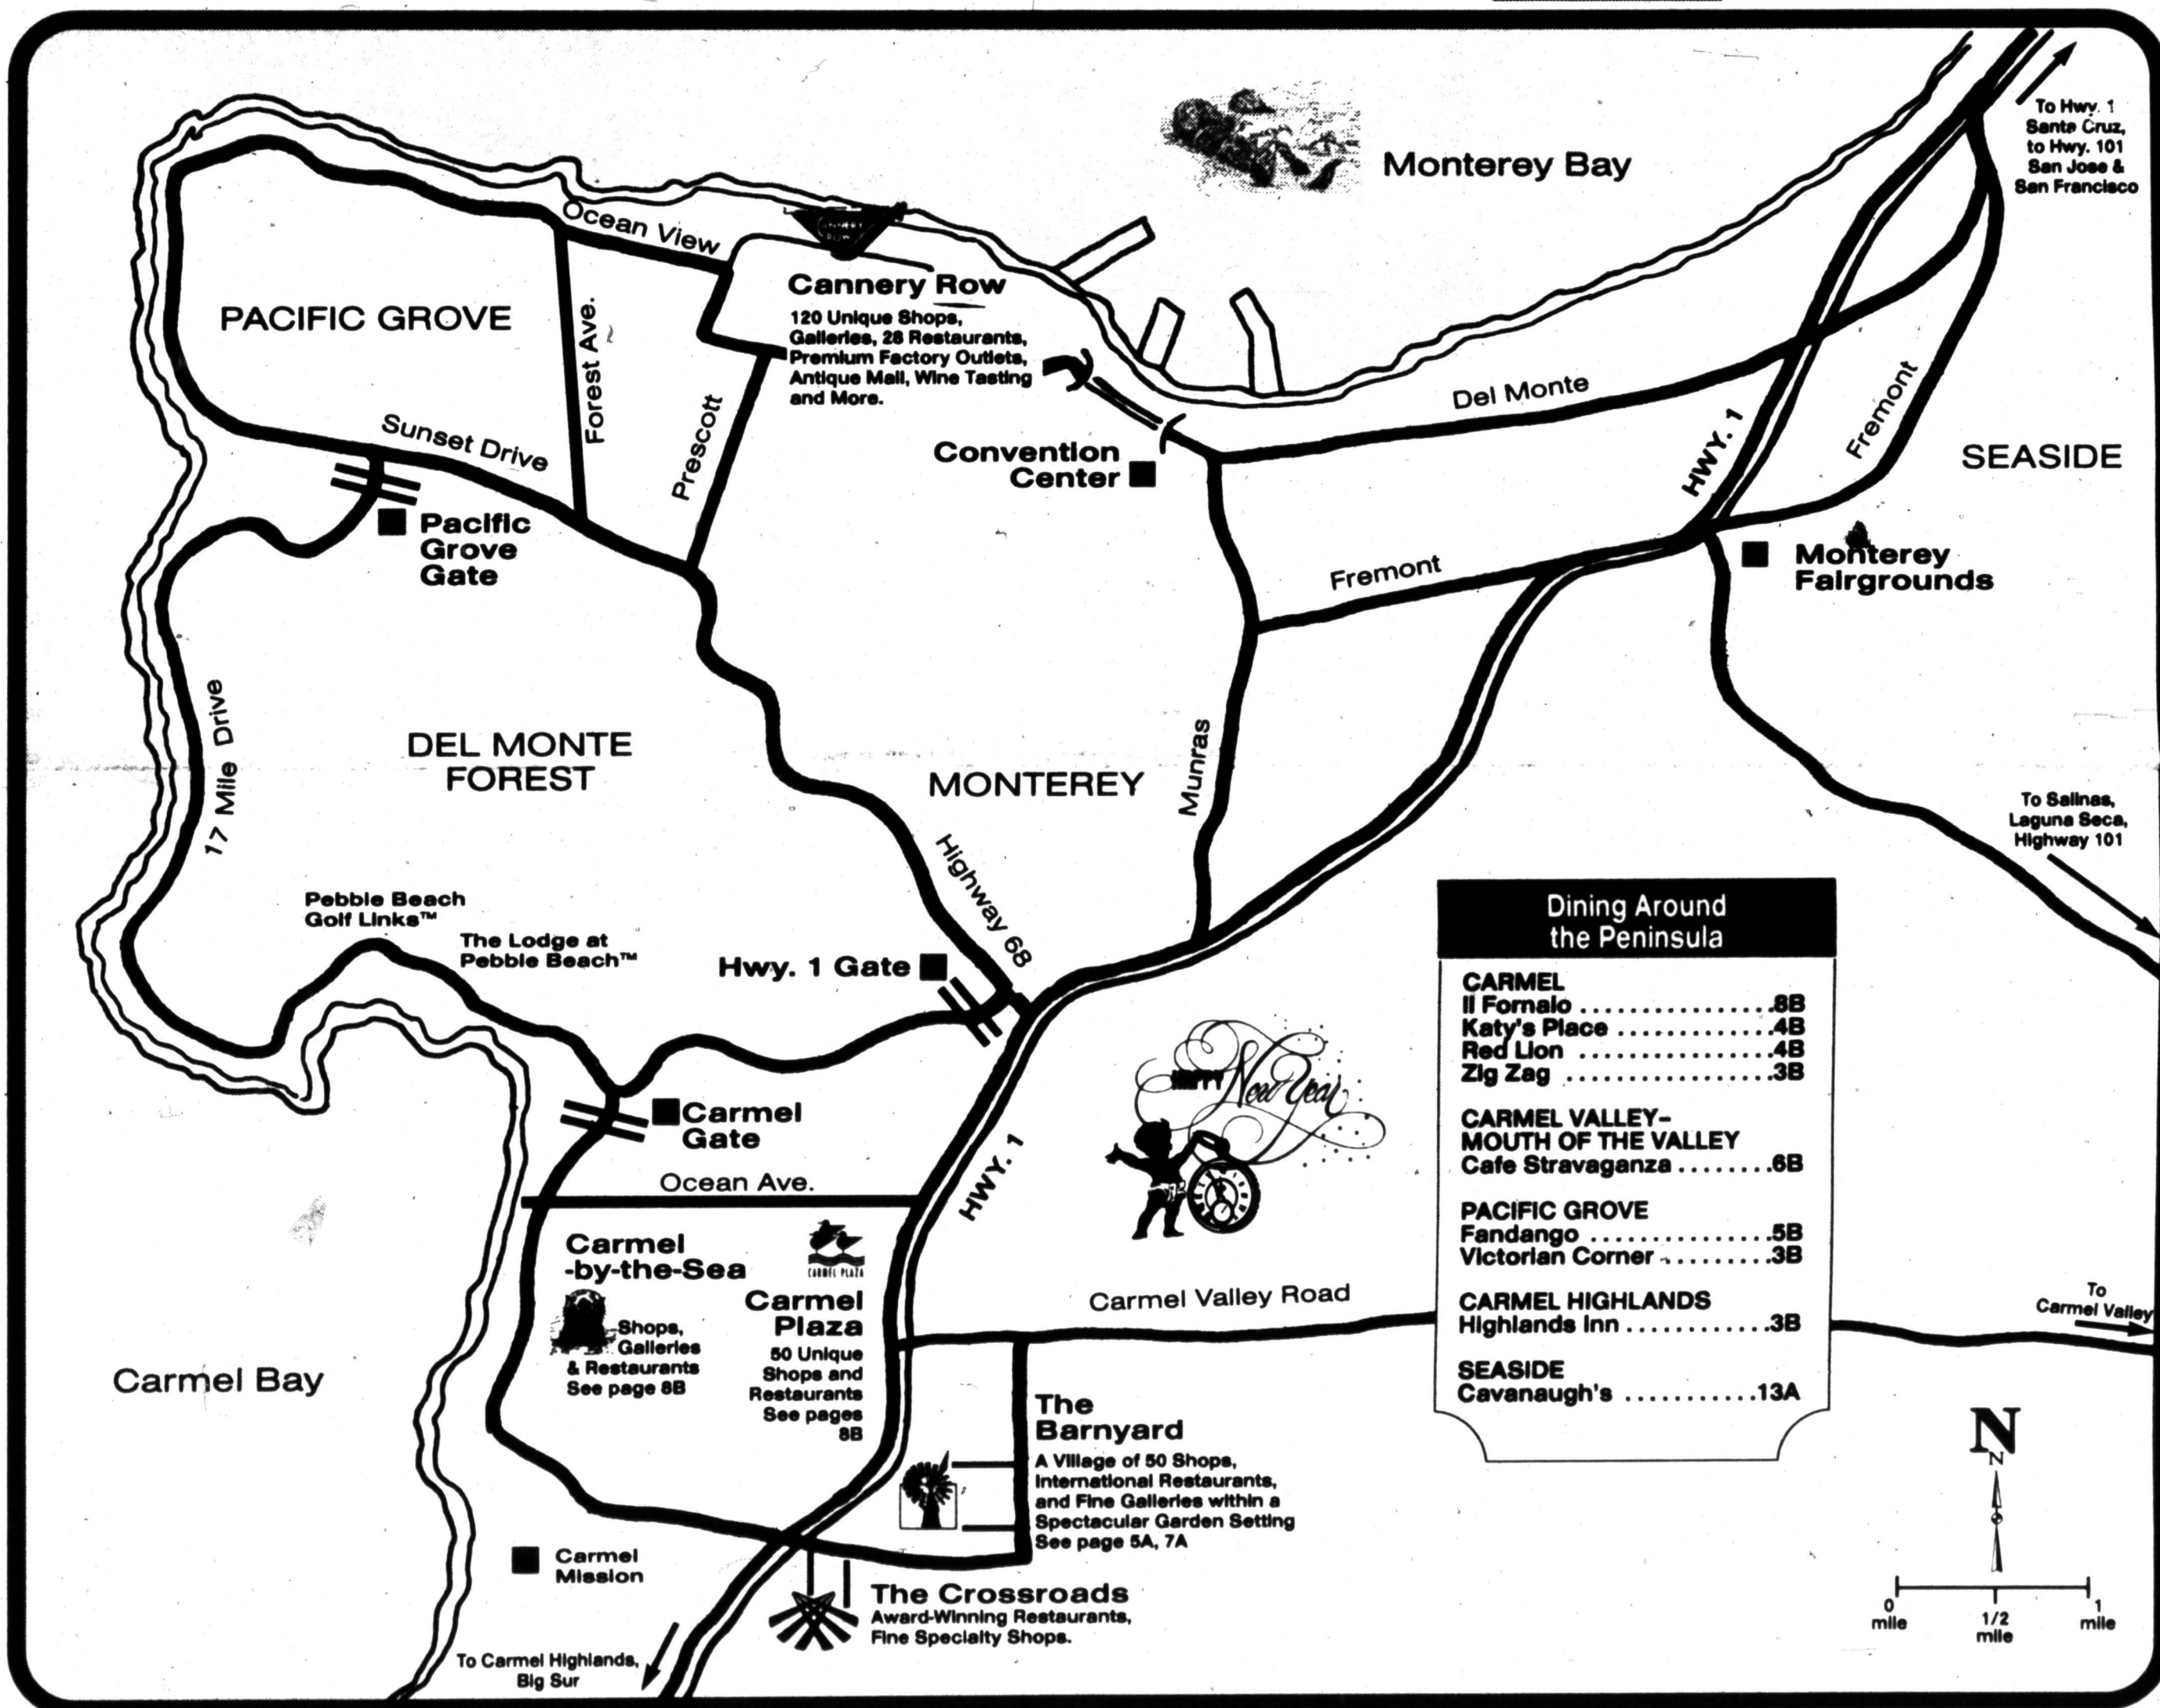 To Hwy. 1
Santa Cruz,
to Hwy. 101
San Jose &
San Francisco
Monterey Bay
Ocean View
CANNERY
ROW
Cannery Row
120 Unique Shops,
Galleries, 28 Restaurants,
Premium Factory Outlets,
Antique Mall, Wine Tasting
and More.
PACIFIC GROVE
Forest Ave.
Prescott
Sunset Drive
Del Monte
HWY. 1
Fremont
SEASIDE
Convention
Center
Pacific
Grove
Gate
Fremont
Monterey
Fairgrounds
17 Mile Drive
DEL MONTE
FOREST
MONTEREY
Munras
Highway 68
To Salinas,
Laguna Seca,
Highway 101
Pebble Beach
Golf Links™
The Lodge at
Pebble Beach™
Hwy. 1 Gate
Dining Around
the Peninsula
CARMEL
Il Fornaio ................8B
Katy's Place .............4B
Red Lion ................4B
Zig Zag .................3B
CARMEL VALLEY–
MOUTH OF THE VALLEY
Cafe Stravaganza ........6B
PACIFIC GROVE
Fandango ...............5B
Victorian Corner .........3B
CARMEL HIGHLANDS
Highlands Inn ............3B
SEASIDE
Cavanaugh's ...........13A
HAPPY
New Year
Carmel
Gate
HWY. 1
Ocean Ave.
Carmel
-by-the-Sea
Shops,
Galleries
& Restaurants
See page 8B
CARMEL PLAZA
Carmel
Plaza
50 Unique
Shops and
Restaurants
See pages
8B
Carmel Valley Road
To
Carmel Valley
Carmel Bay
The
Barnyard
A Village of 50 Shops,
International Restaurants,
and Fine Galleries within a
Spectacular Garden Setting
See page 5A, 7A
Carmel
Mission
The Crossroads
Award-Winning Restaurants,
Fine Specialty Shops.
To Carmel Highlands,
Big Sur
N
N
0
mile
1/2
mile
1
mile